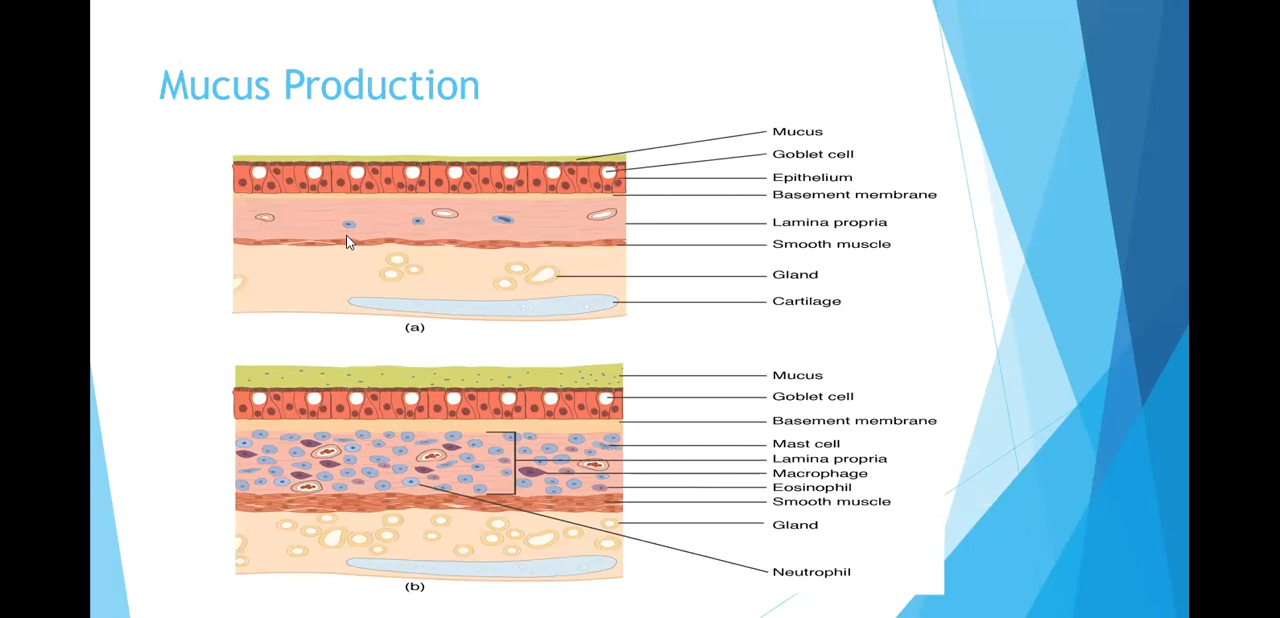 Mucus Production
Mucus
Goblet cell
Epithelium
Basement membrane
Lamina propria
Smooth muscle
Gland
Cartilage
(a)
Mucus
Goblet cell
Basement membrane
Mast cell
Lamina propria
Macrophage
Eosinophil
Smooth muscle
Gland
Neutrophil
(b)